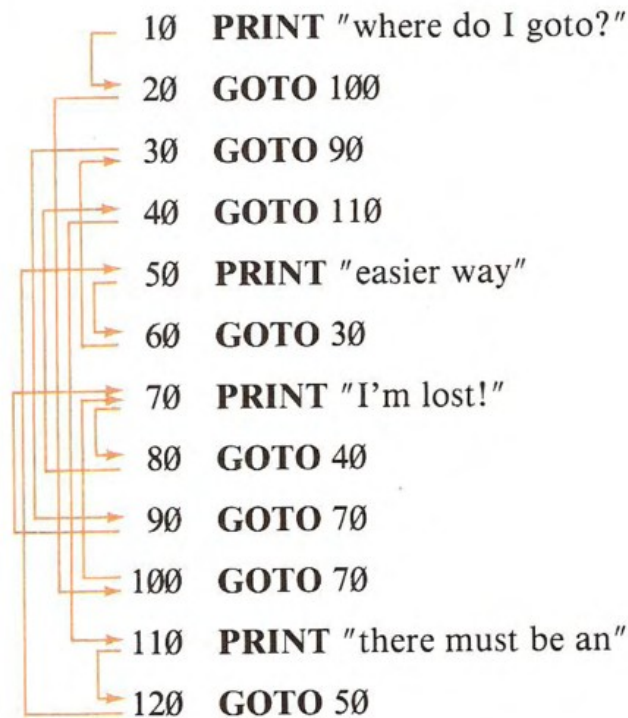 10 PRINT "where do I goto?"
20 GOTO 100
30 GOTO 90
40 GOTO 110
50 PRINT "easier way"
60 GOTO 30
70 PRINT "I'm lost!"
80 GOTO 40
90 GOTO 70
100 GOTO 70
110 PRINT "there must be an"
120 GOTO 50